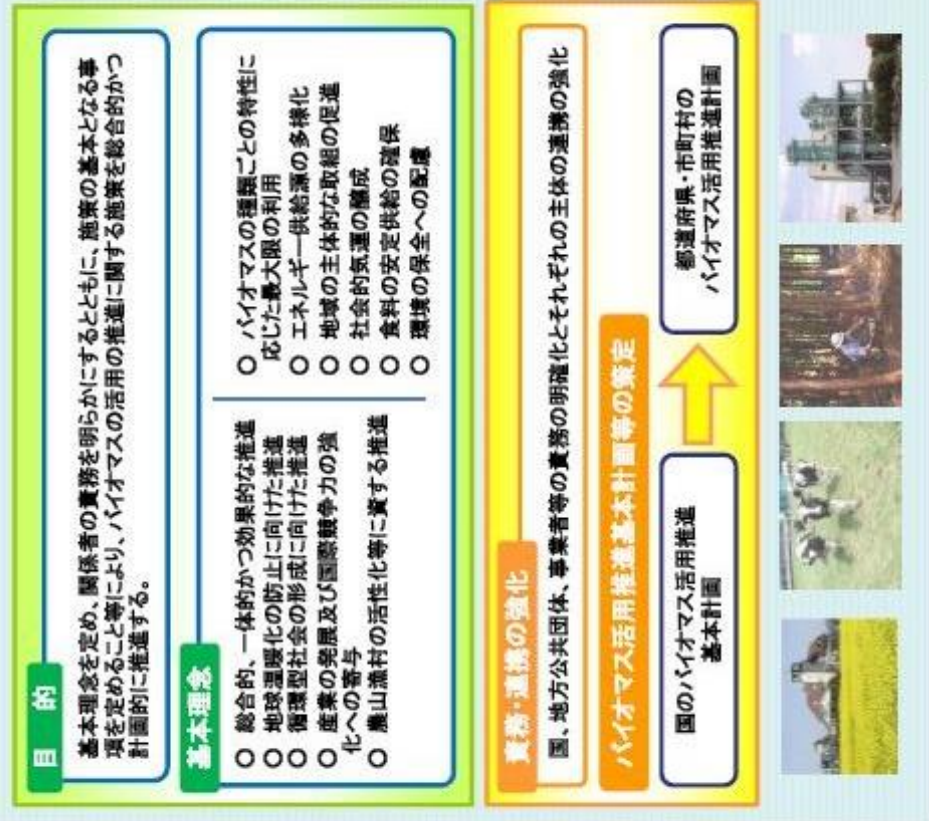 目 的
基本理念を定め、関係者の責務を明らかにするとともに、施策の基本となる事
項を定めること等により、バイオマスの活用の推進に関する施策を総合的かつ
計画的に推進する。
基本理念
○ 総合的、一体的かつ効果的な推進
○ 地球温暖化の防止に向けた推進
○ 循環型社会の形成に向けた推進
○ 産業の発展及び国際競争力の強
化への寄与
○ 農山漁村の活性化等に資する推進
○ バイオマスの種類ごとの特性に
応じた最大限の利用
○ エネルギー供給源の多様化
○ 地域の主体的な取組の促進
○ 社会的気運の醸成
○ 食料の安定供給の確保
○ 環境の保全への配慮
責務・連携の強化
国、地方公共団体、事業者等の責務の明確化とそれぞれの主体の連携の強化
バイオマス活用推進基本計画等の策定
国のバイオマス活用推進
基本計画
都道府県・市町村の
バイオマス活用推進計画